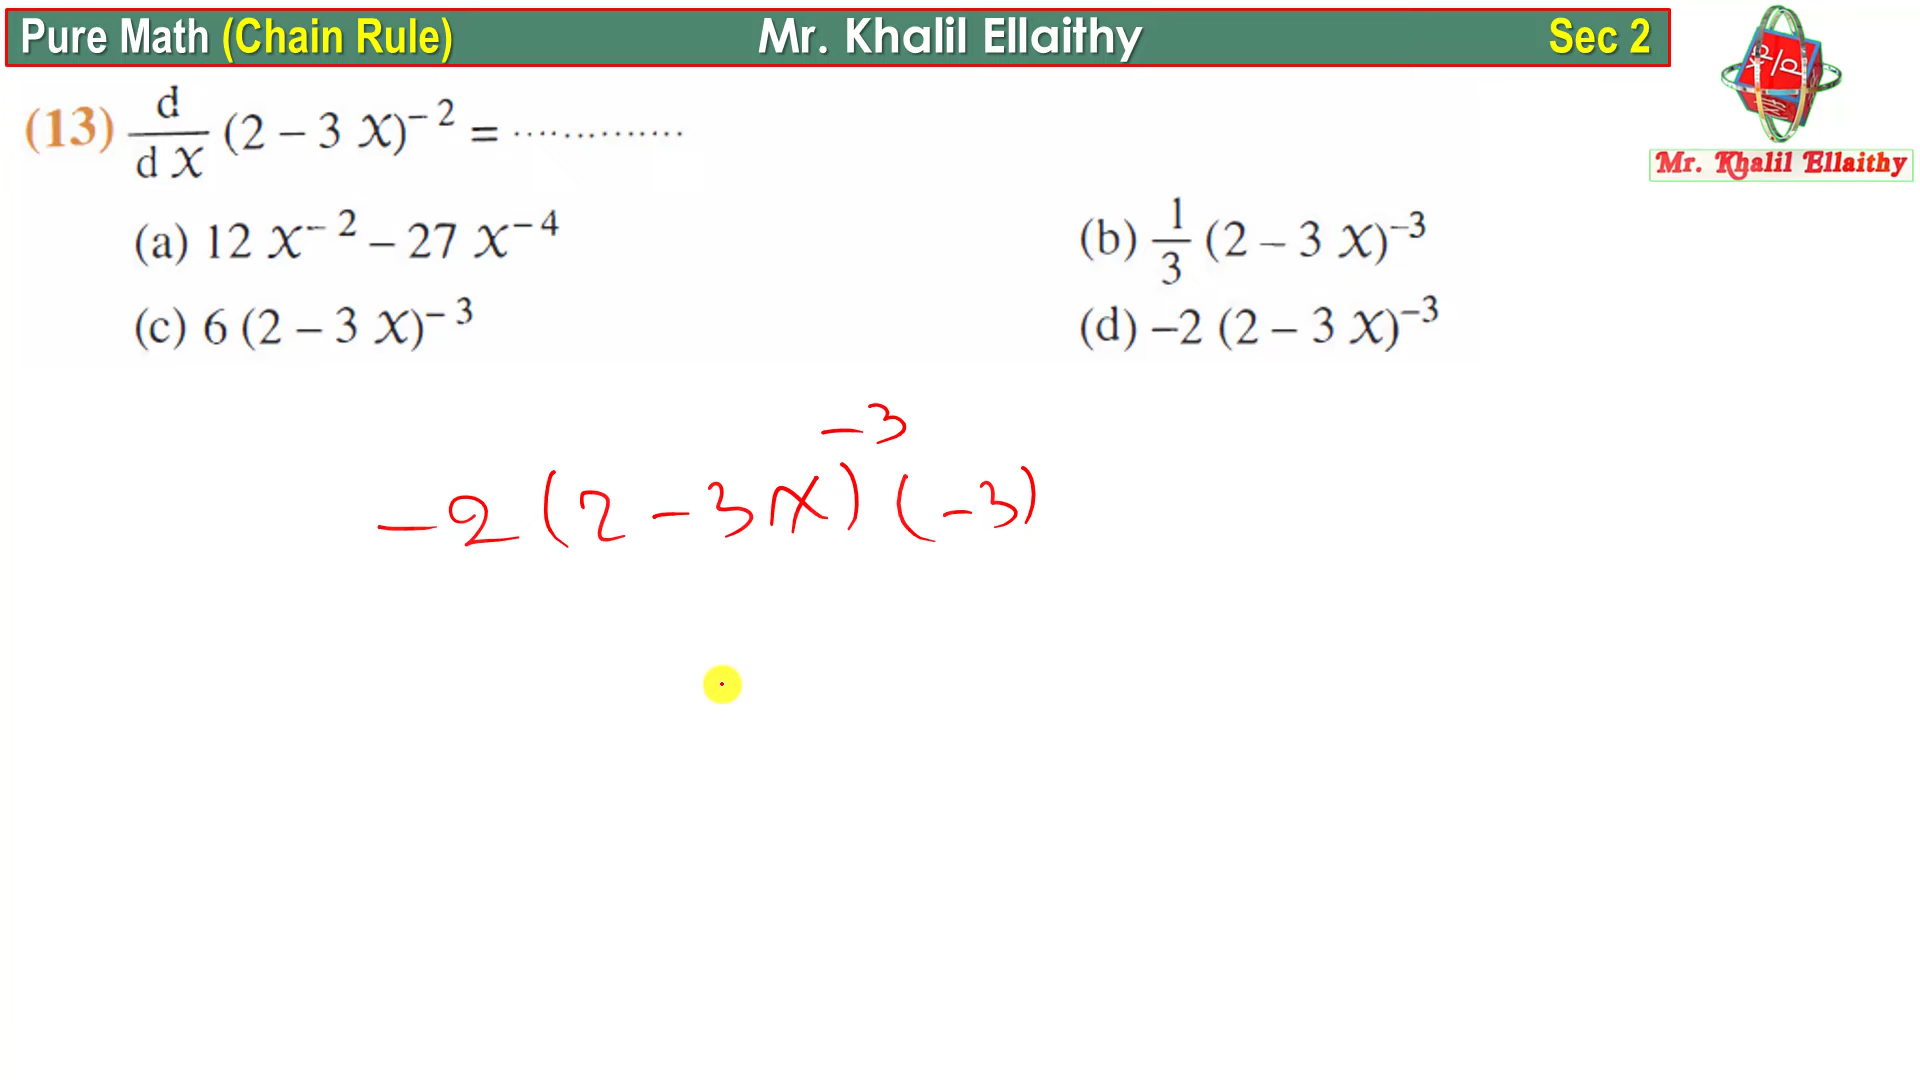 Pure Math (Chain Rule) Mr. Khalil Ellaithy Sec 2
Mr. Khalil Ellaithy
(13) d/dx (2 – 3 x)⁻² = ..............
(a) 12 x⁻² – 27 x⁻⁴
(b) 1/3 (2 – 3 x)⁻³
(c) 6 (2 – 3 x)⁻³
(d) –2 (2 – 3 x)⁻³
-2 (2 - 3x)⁻³ (-3)